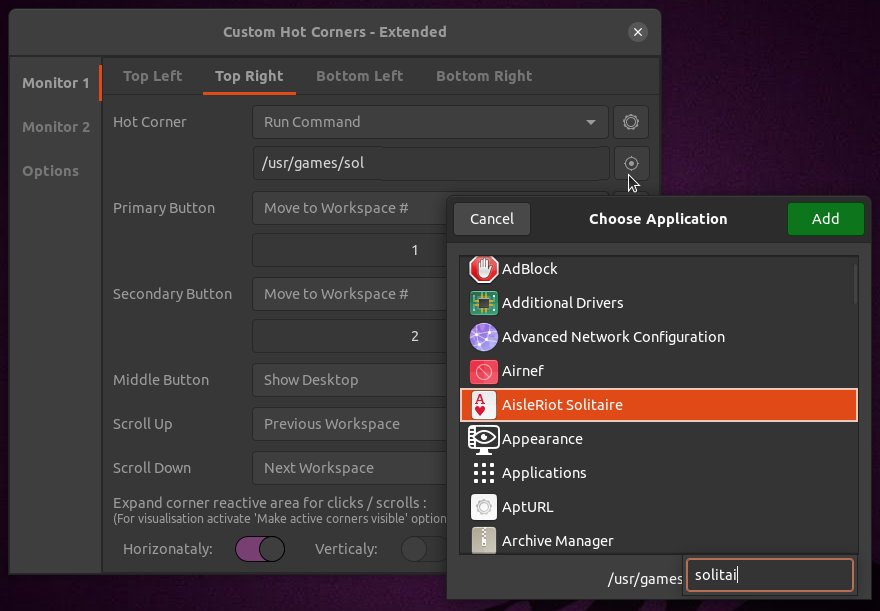 Custom Hot Corners - Extended
Monitor 1
Monitor 2
Options
Top Left
Top Right
Bottom Left
Bottom Right
Hot Corner
Run Command
/usr/games/sol
Primary Button
Move to Workspace #
1
Secondary Button
Move to Workspace #
2
Middle Button
Show Desktop
Scroll Up
Previous Workspace
Scroll Down
Next Workspace
Expand corner reactive area for clicks / scrolls :
(For visualisation activate 'Make active corners visible' option
Horizontaly:
Verticaly:
Cancel
Choose Application
Add
AdBlock
Additional Drivers
Advanced Network Configuration
Airnef
A
AisleRiot Solitaire
Appearance
Applications
AptURL
Archive Manager
/usr/games
solitai